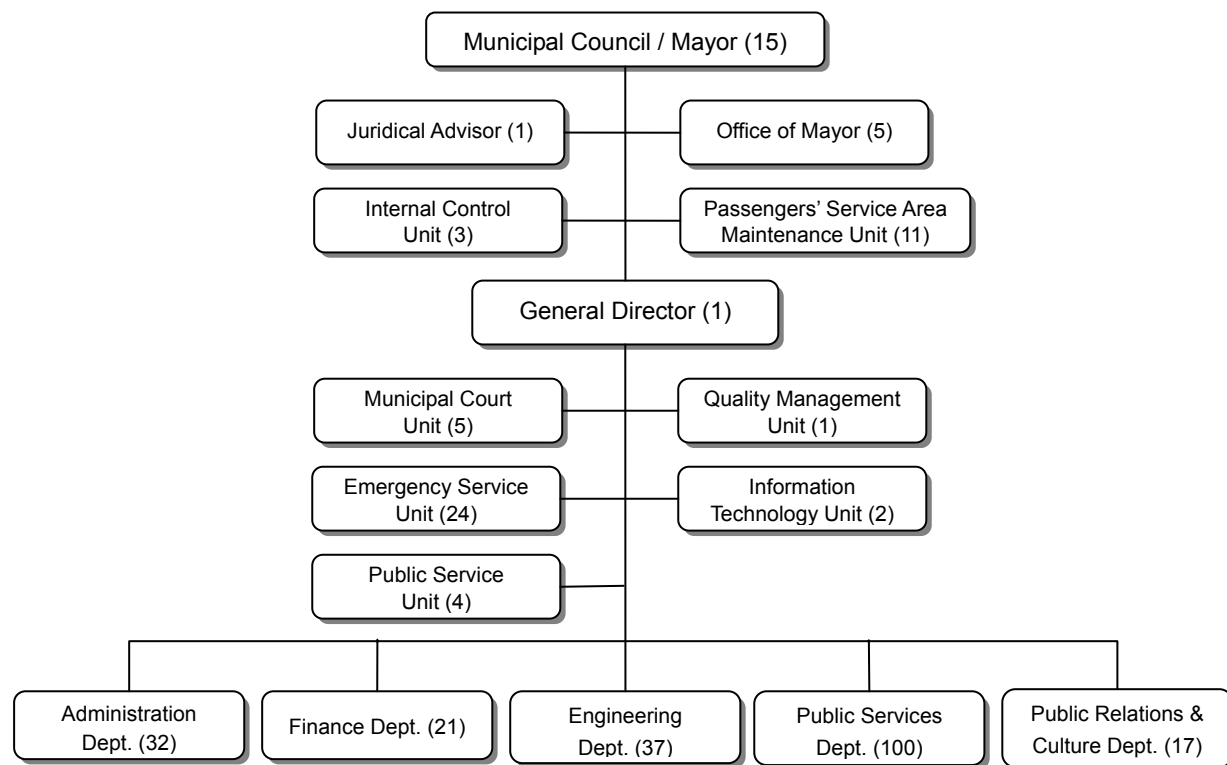 Municipal Council / Mayor (15)
Juridical Advisor (1)
Office of Mayor (5)
Internal Control
Unit (3)
Passengers’ Service Area
Maintenance Unit (11)
General Director (1)
Municipal Court
Unit (5)
Quality Management
Unit (1)
Emergency Service
Unit (24)
Information
Technology Unit (2)
Public Service
Unit (4)
Administration
Dept. (32)
Finance Dept. (21)
Engineering
Dept. (37)
Public Services
Dept. (100)
Public Relations &
Culture Dept. (17)